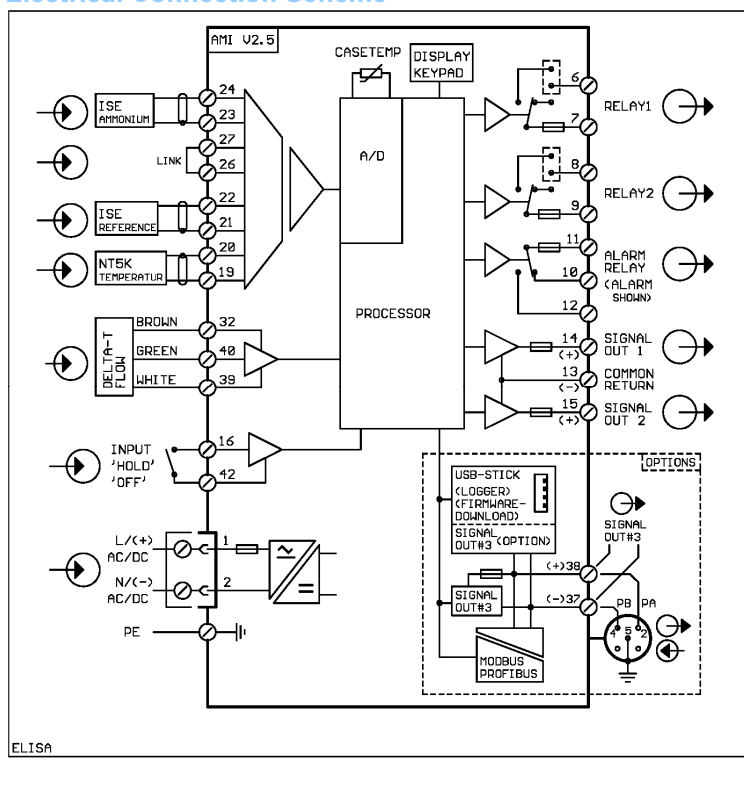 Electrical Connection Scheme
AMI V2.5
CASETEMP
DISPLAY
KEYPAD
A/D
PROCESSOR
ISE
AMMONIUM
24
23
LINK
27
26
ISE
REFERENCE
22
21
NT5K
TEMPERATUR
20
19
DELTA-T
FLOW
BROWN
32
GREEN
40
WHITE
39
INPUT
'HOLD'
'OFF'
16
42
L/(+)
AC/DC
1
N/(-)
AC/DC
2
PE
6
RELAY1
7
8
RELAY2
9
11
ALARM
RELAY
(ALARM
SHOWN)
10
12
14
(+)
SIGNAL
OUT 1
13
(-)
COMMON
RETURN
15
(+)
SIGNAL
OUT 2
OPTIONS
USB-STICK
(LOGGER)
(FIRMWARE-
DOWNLOAD)
SIGNAL
OUT#3 (OPTION)
SIGNAL
OUT#3
(+)38
SIGNAL
OUT#3
(-)37
PB PA
4 5 2
MODBUS
PROFIBUS
ELISA